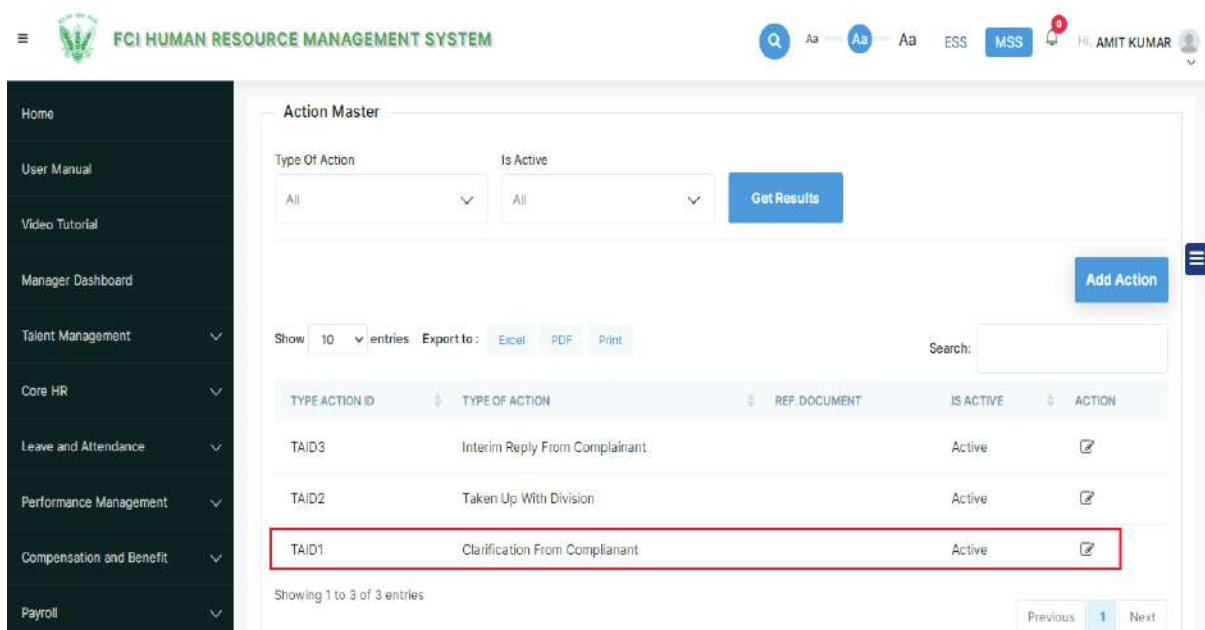 FCI HUMAN RESOURCE MANAGEMENT SYSTEM
Aa Aa Aa ESS MSS 0 Hi, AMIT KUMAR
Home
User Manual
Video Tutorial
Manager Dashboard
Talent Management
Core HR
Leave and Attendance
Performance Management
Compensation and Benefit
Payroll
Action Master
Type Of Action Is Active
All All Get Results
Add Action
Show 10 entries Export to : Excel PDF Print Search:
TYPE ACTION ID TYPE OF ACTION REF. DOCUMENT IS ACTIVE ACTION
TAID3 Interim Reply From Complainant Active
TAID2 Taken Up With Division Active
TAID1 Clarification From Complianant Active
Showing 1 to 3 of 3 entries
Previous 1 Next